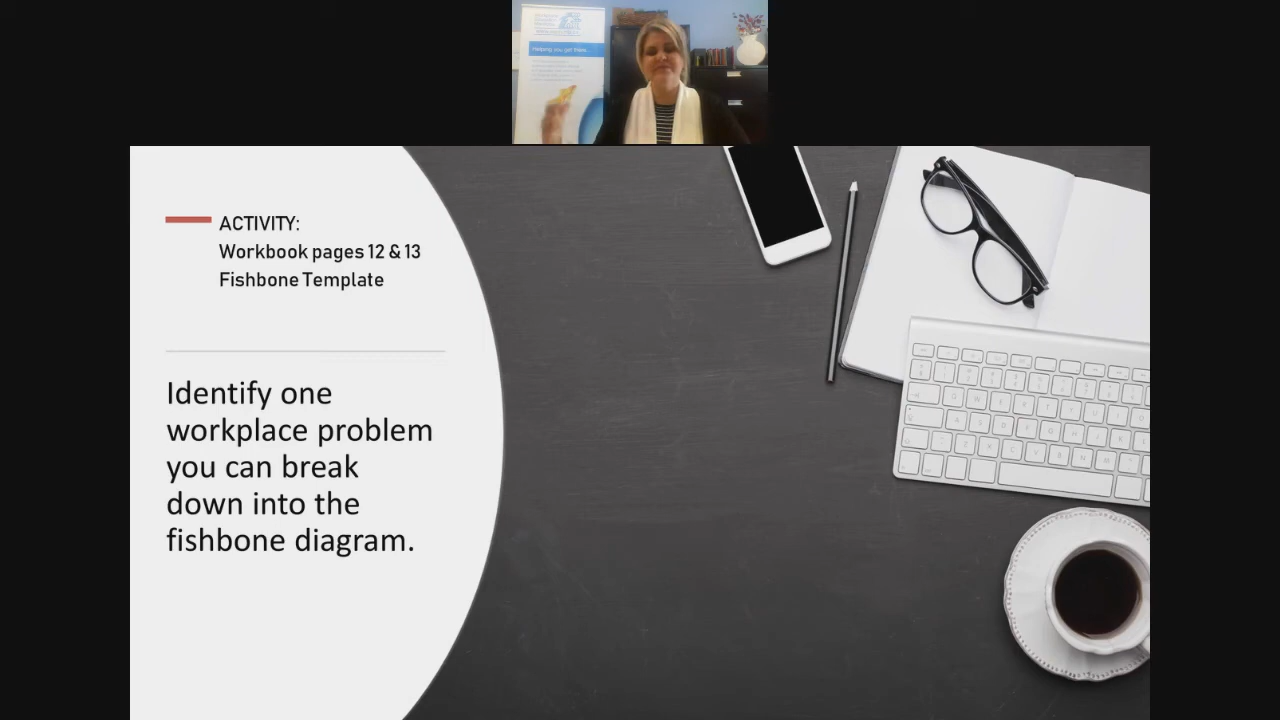 Helping you get there...
ACTIVITY:
Workbook pages 12 & 13
Fishbone Template
Identify one
workplace problem
you can break
down into the
fishbone diagram.